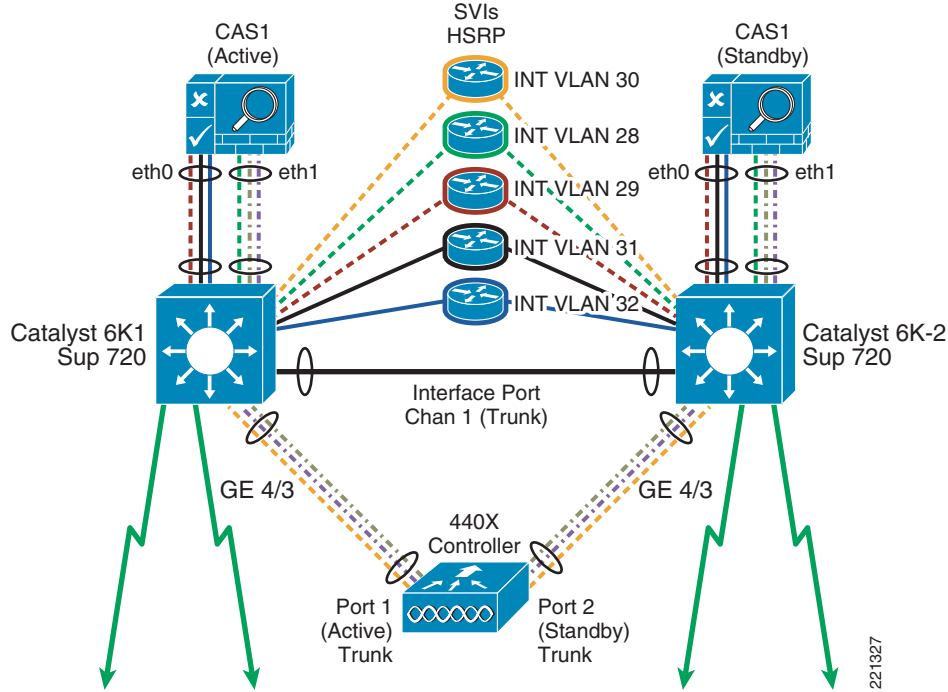 CAS1
(Active)
SVIs
HSRP
CAS1
(Standby)
INT VLAN 30
INT VLAN 28
INT VLAN 29
INT VLAN 31
INT VLAN 32
eth0
eth1
eth0
eth1
Catalyst 6K1
Sup 720
Catalyst 6K-2
Sup 720
Interface Port
Chan 1 (Trunk)
GE 4/3
GE 4/3
440X
Controller
Port 1
(Active)
Trunk
Port 2
(Standby)
Trunk
221327